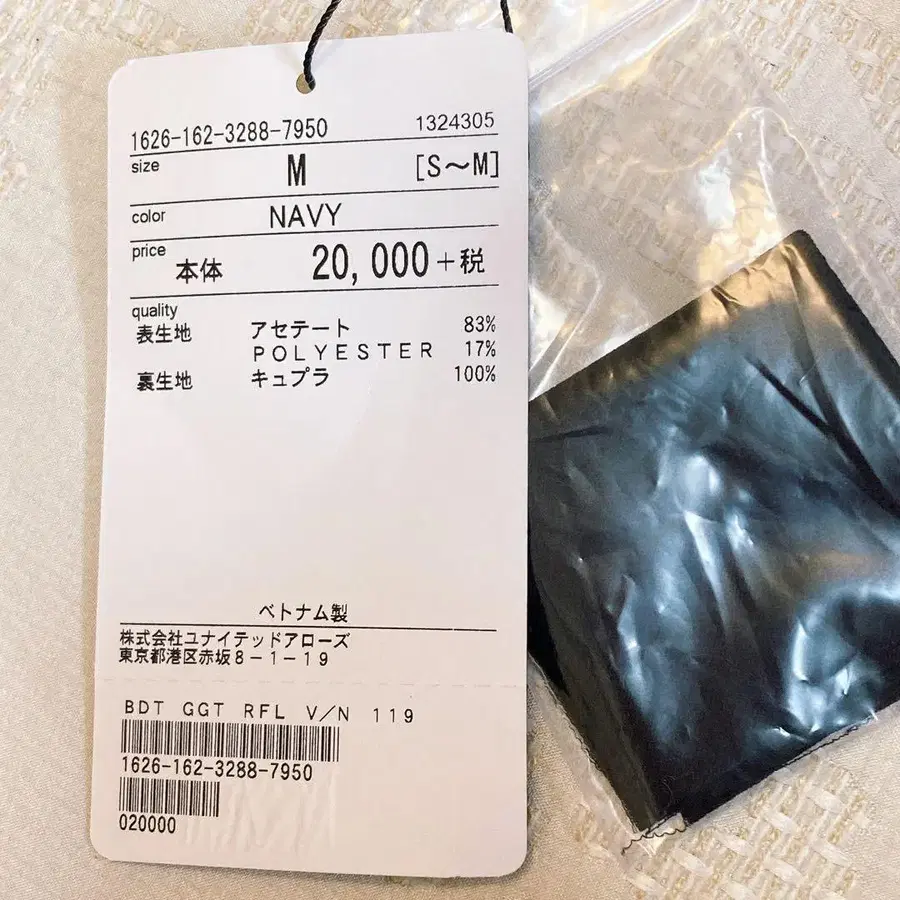 1626-162-3288-7950 1324305
size M [S〜M]
color NAVY
price 本体 20,000+税
quality
表生地 アセテート 83%
POLYESTER 17%
裏生地 キュプラ 100%
ベトナム製
株式会社ユナイテッドアローズ
東京都港区赤坂8-1-19
BDT GGT RFL V/N 119
1626-162-3288-7950
020000